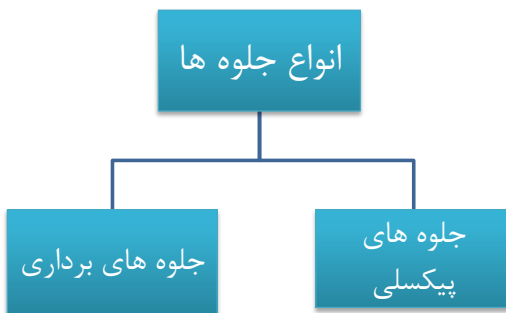 انواع جلوه ها
جلوه های
پیکسلی
جلوه های برداری